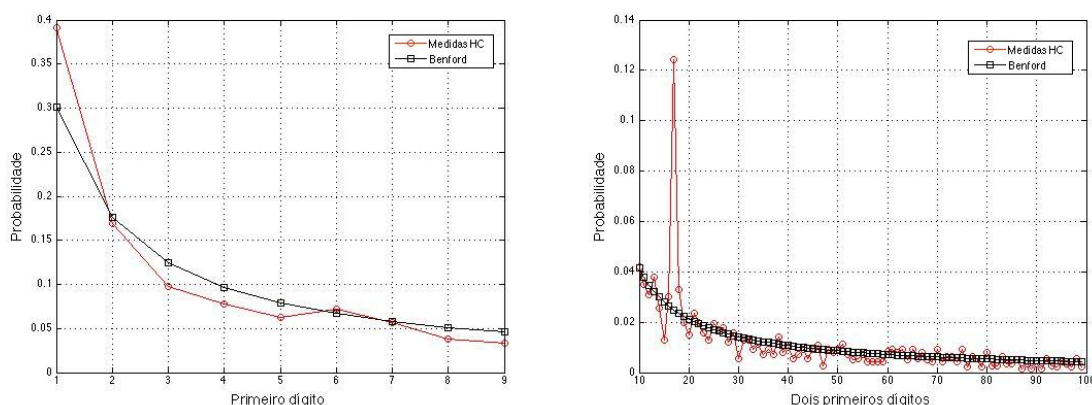 0.4
0.35
0.3
0.25
0.2
0.15
0.1
0.05
0
Probabilidade
Medidas HC
Benford
1 2 3 4 5 6 7 8 9
Primeiro dígito
0.14
0.12
0.1
0.08
0.06
0.04
0.02
0
Probabilidade
Medidas HC
Benford
10 20 30 40 50 60 70 80 90 100
Dois primeiros dígitos